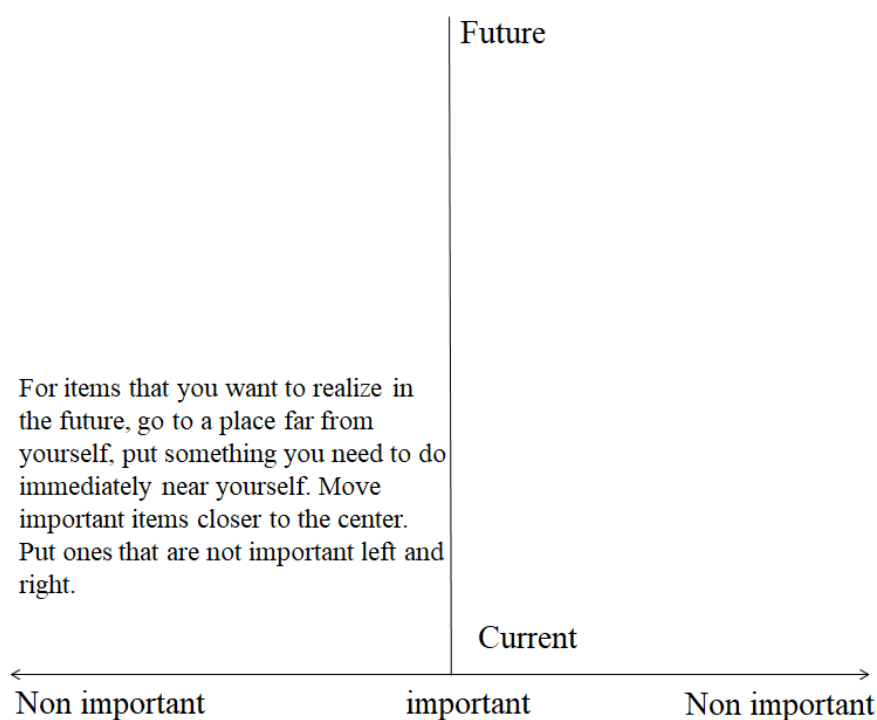 Future
For items that you want to realize in
the future, go to a place far from
yourself, put something you need to do
immediately near yourself. Move
important items closer to the center.
Put ones that are not important left and
right.
Current
Non important
important
Non important